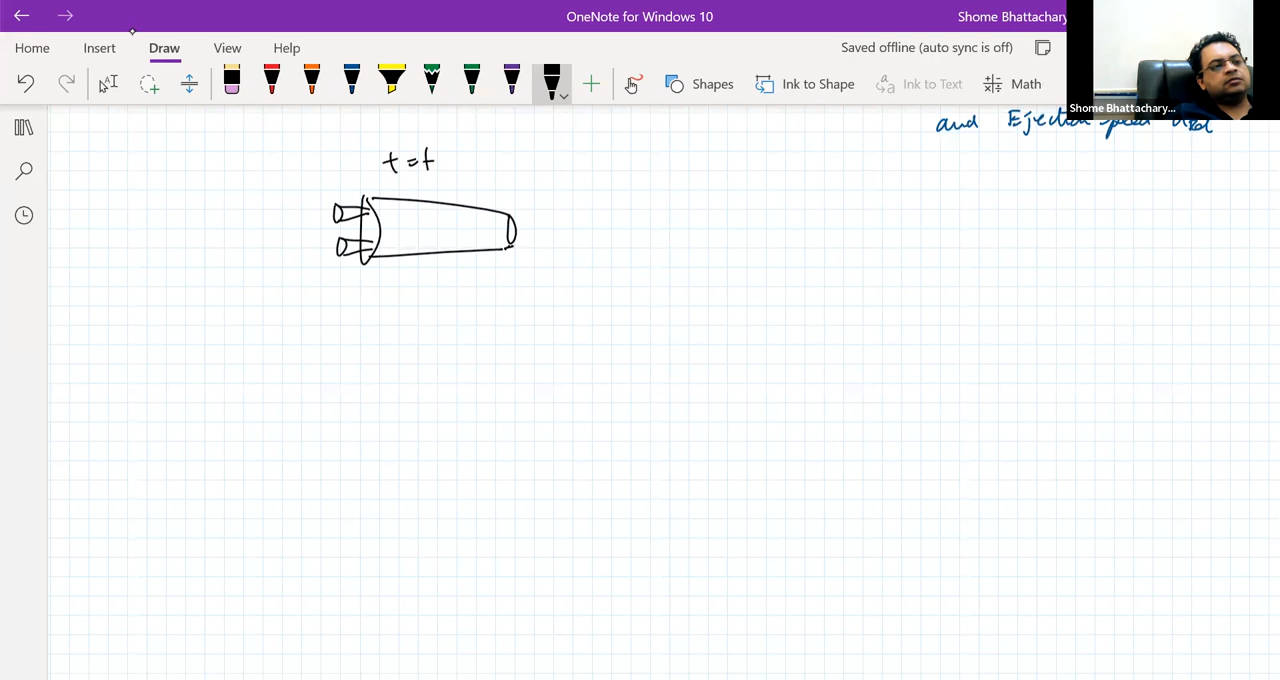 OneNote for Windows 10
Shome Bhattachary
Home Insert Draw View Help
Saved offline (auto sync is off)
Shapes Ink to Shape Ink to Text Math
Shome Bhattachary...
and Ejection speed
t = t